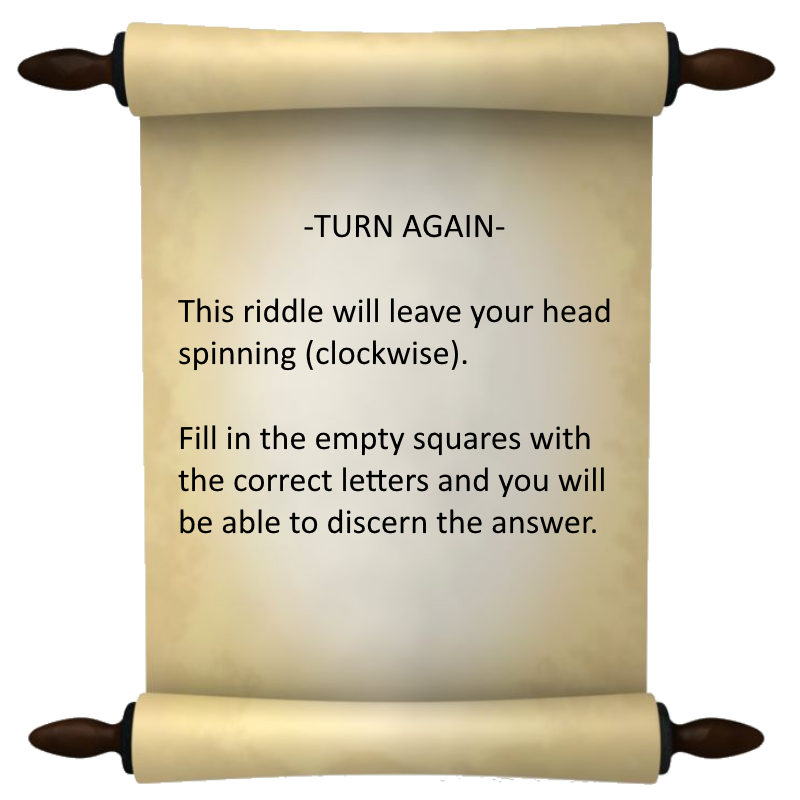 -TURN AGAIN-
This riddle will leave your head
spinning (clockwise).
Fill in the empty squares with
the correct letters and you will
be able to discern the answer.